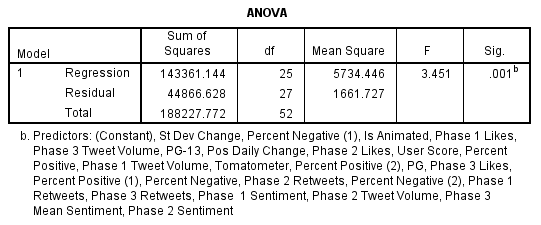 ANOVA
Model Sum of Squares df Mean Square F Sig.
1 Regression 143361.144 25 5734.446 3.451 .001b
Residual 44866.628 27 1661.727
Total 188227.772 52
b. Predictors: (Constant), St Dev Change, Percent Negative (1), Is Animated, Phase 1 Likes,
Phase 3 Tweet Volume, PG-13, Pos Daily Change, Phase 2 Likes, User Score, Percent
Positive, Phase 1 Tweet Volume, Tomatometer, Percent Positive (2), PG, Phase 3 Likes,
Percent Positive (1), Percent Negative, Phase 2 Retweets, Percent Negative (2), Phase 1
Retweets, Phase 3 Retweets, Phase 1 Sentiment, Phase 2 Tweet Volume, Phase 3
Mean Sentiment, Phase 2 Sentiment